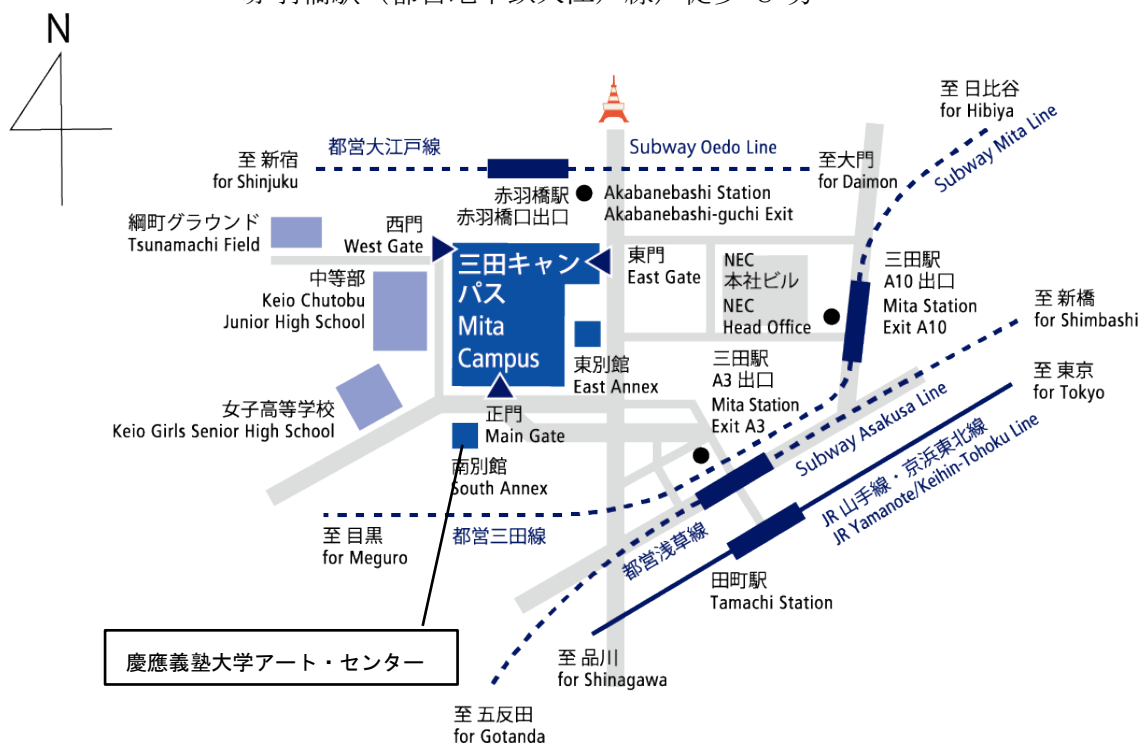 N
至 日比谷
for Hibiya
Subway Mita Line
都営大江戸線
Subway Oedo Line
至 新宿
for Shinjuku
至大門
for Daimon
赤羽橋駅
赤羽橋口出口
Akabanebashi Station
Akabanebashi-guchi Exit
綱町グラウンド
Tsunamachi Field
西門
West Gate
三田キャン
パス
Mita
Campus
東門
East Gate
NEC
本社ビル
NEC
Head Office
三田駅
A10 出口
Mita Station
Exit A10
中等部
Keio Chutobu
Junior High School
至 新橋
for Shimbashi
東別館
East Annex
三田駅
A3 出口
Mita Station
Exit A3
至 東京
for Tokyo
女子高等学校
Keio Girls Senior High School
正門
Main Gate
Subway Asakusa Line
南別館
South Annex
JR 山手線・京浜東北線
JR Yamanote/Keihin-Tohoku Line
至 目黒
for Meguro
都営三田線
都営浅草線
田町駅
Tamachi Station
慶應義塾大学アート・センター
至 品川
for Shinagawa
至 五反田
for Gotanda